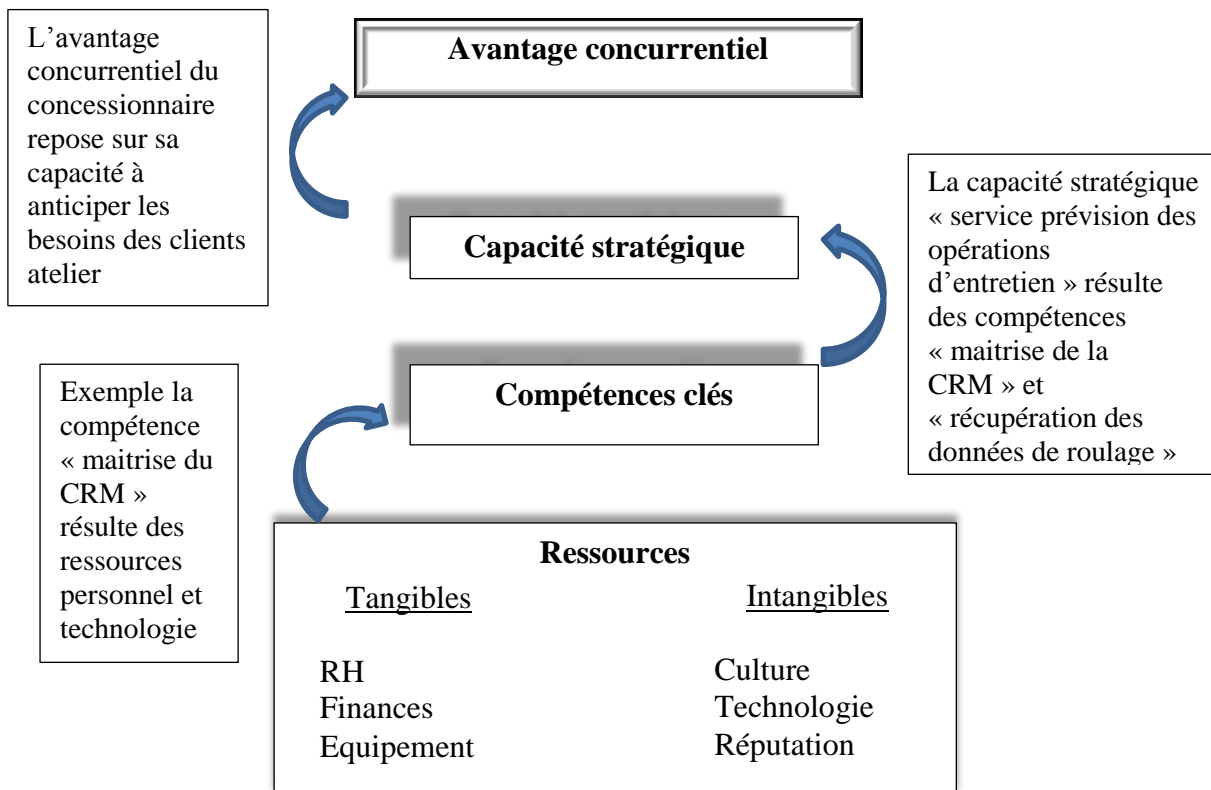 L’avantage
concurrentiel du
concessionnaire
repose sur sa
capacité à
anticiper les
besoins des clients
atelier
Avantage concurrentiel
La capacité stratégique
« service prévision des
opérations
d’entretien » résulte
des compétences
« maitrise de la
CRM » et
« récupération des
données de roulage »
Capacité stratégique
Compétences clés
Exemple la
compétence
« maitrise du
CRM »
résulte des
ressources
personnel et
technologie
Ressources
Tangibles
Intangibles
RH
Finances
Equipement
Culture
Technologie
Réputation